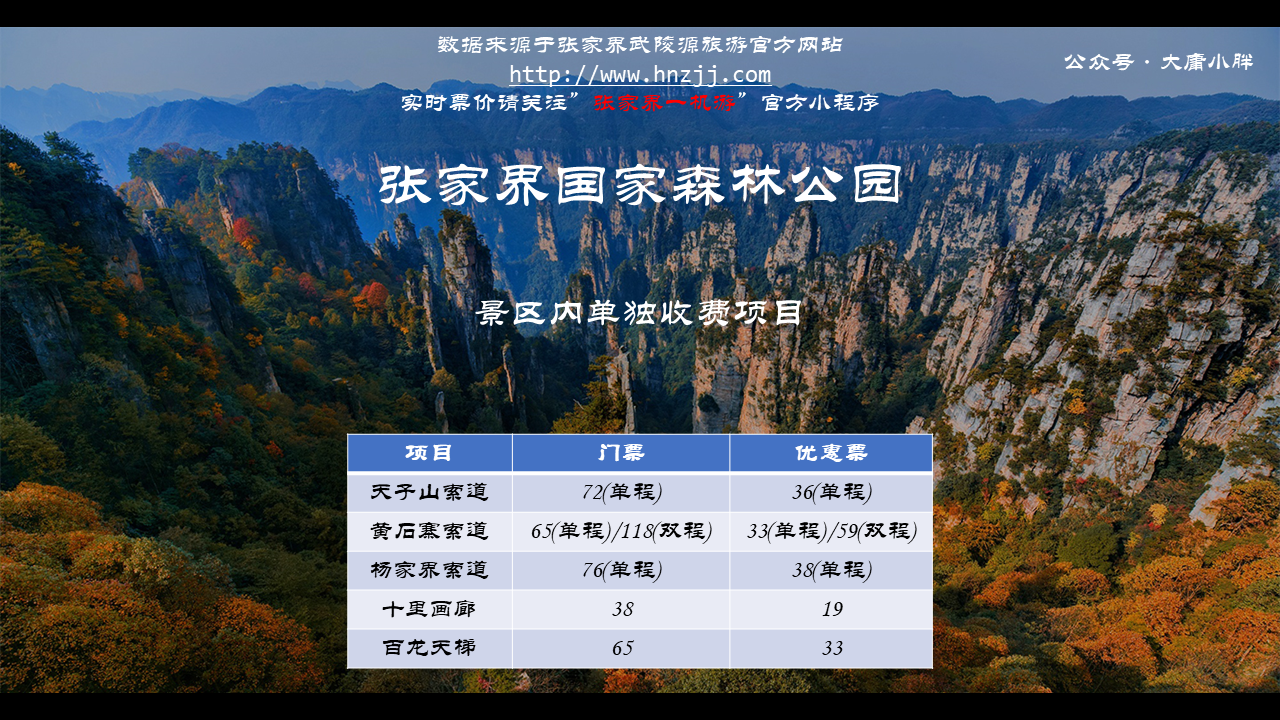 数据来源于张家界武陵源旅游官方网站
http://www.hnzjj.com
实时票价请关注”张家界一机游”官方小程序
公众号·大庸小胖
张家界国家森林公园
景区内单独收费项目
项目 门票 优惠票
天子山索道 72(单程) 36(单程)
黄石寨索道 65(单程)/118(双程) 33(单程)/59(双程)
杨家界索道 76(单程) 38(单程)
十里画廊 38 19
百龙天梯 65 33